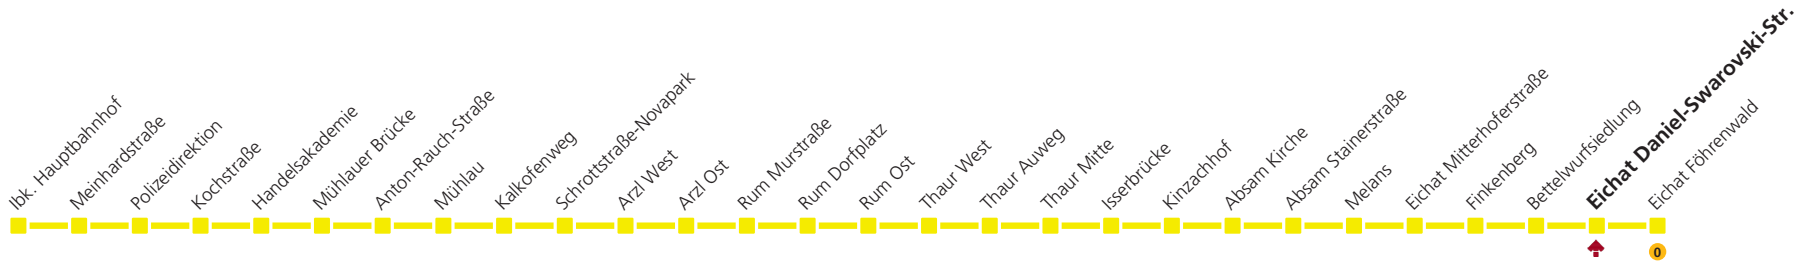 Ibk. Hauptbahnhof
Meinhardstraße
Polizeidirektion
Kochstraße
Handelsakademie
Mühlauer Brücke
Anton-Rauch-Straße
Mühlau
Kalkofenweg
Schrottstraße-Novapark
Arzl West
Arzl Ost
Rum Murstraße
Rum Dorfplatz
Rum Ost
Thaur West
Thaur Auweg
Thaur Mitte
Isserbrücke
Kinzachhof
Absam Kirche
Absam Stainerstraße
Melans
Eichat Mitterhoferstraße
Finkenberg
Bettelwurfsiedlung
Eichat Daniel-Swarovski-Str.
Eichat Föhrenwald
0